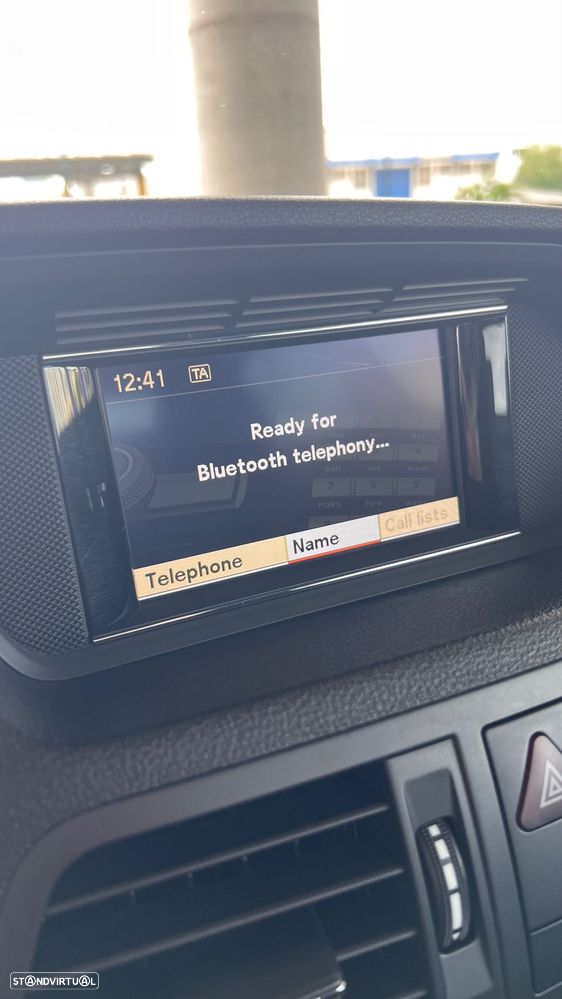 12:41 TA
Ready for
Bluetooth telephony...
Telephone Name Call lists
STANDVIRTUAL